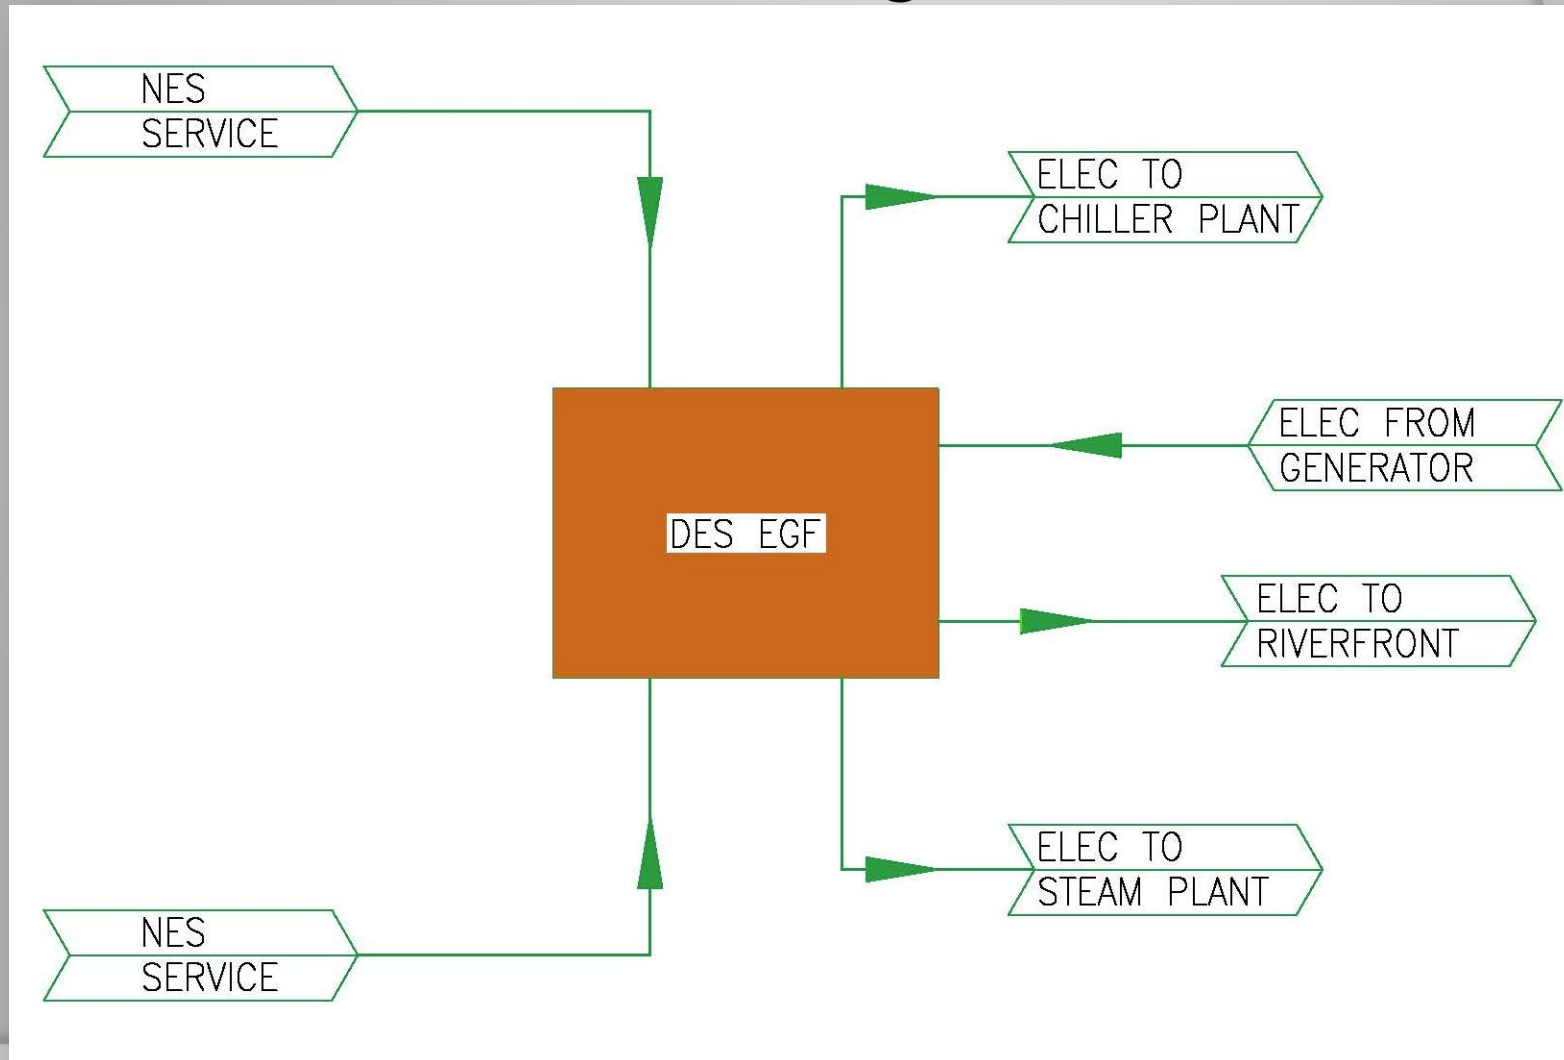 NES
SERVICE
ELEC TO
CHILLER PLANT
ELEC FROM
GENERATOR
DES EGF
ELEC TO
RIVERFRONT
ELEC TO
STEAM PLANT
NES
SERVICE